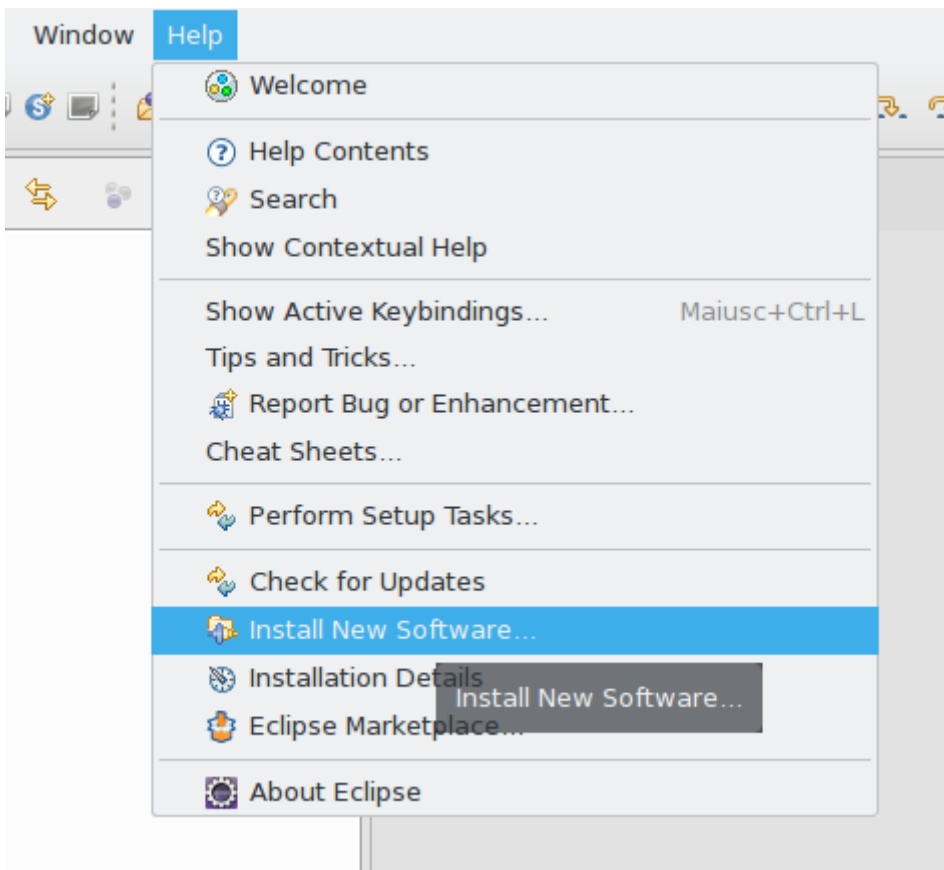 Window Help
Welcome
Help Contents
Search
Show Contextual Help
Show Active Keybindings... Maiusc+Ctrl+L
Tips and Tricks...
Report Bug or Enhancement...
Cheat Sheets...
Perform Setup Tasks...
Check for Updates
Install New Software...
Installation Details
Install New Software...
Eclipse Marketplace...
About Eclipse